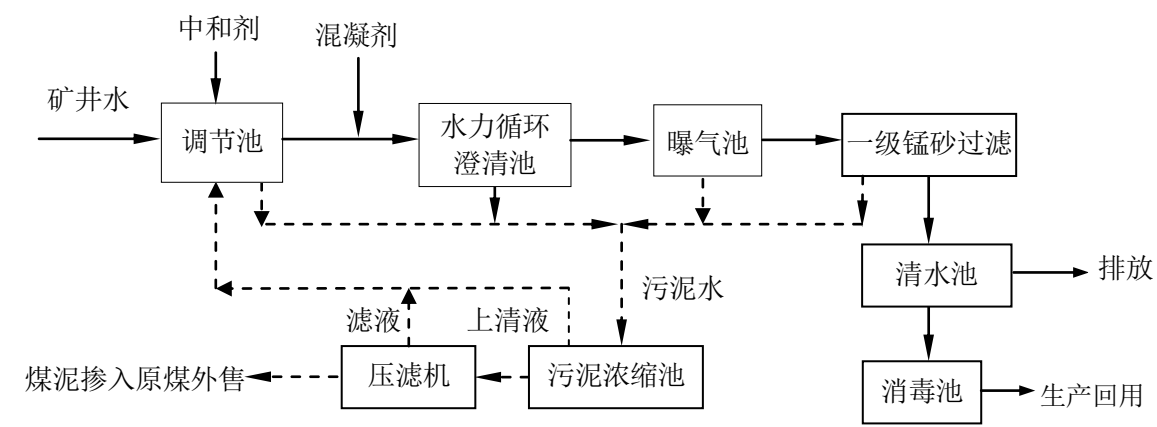 中和剂
混凝剂
矿井水
调节池
水力循环
澄清池
曝气池
一级锰砂过滤
清水池
排放
污泥水
滤液
上清液
煤泥掺入原煤外售
压滤机
污泥浓缩池
消毒池
生产回用